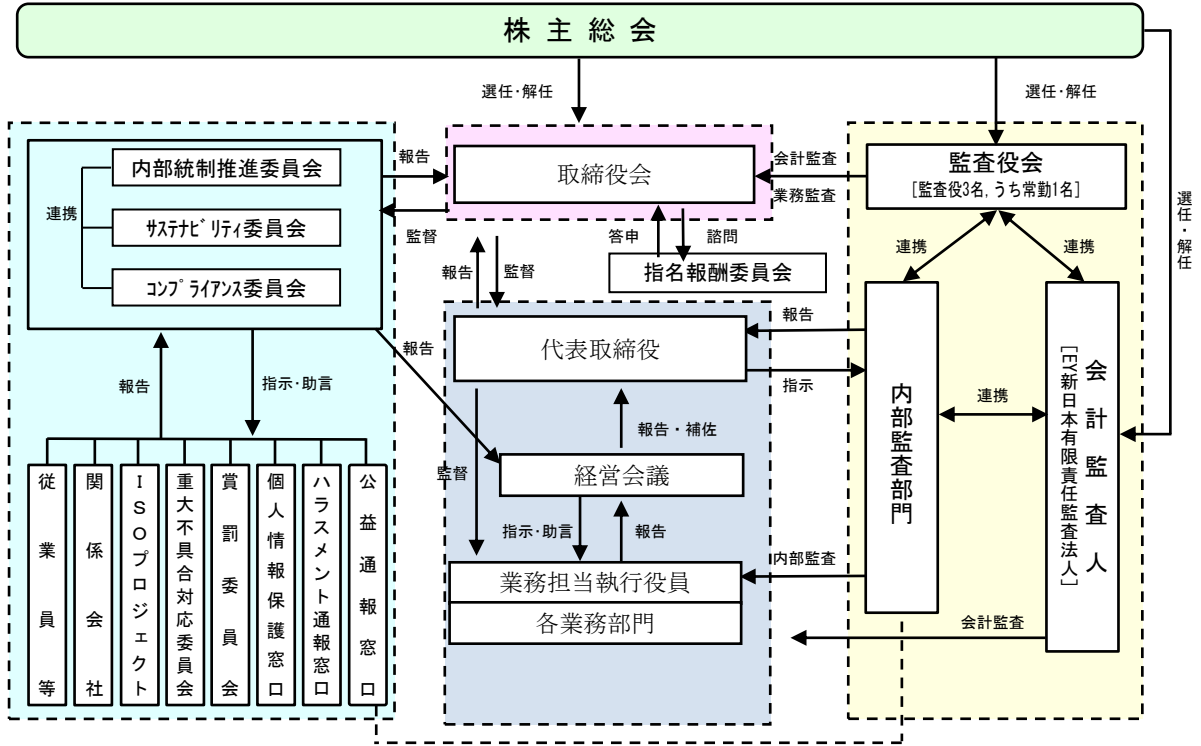 株主総会
選任・解任
選任・解任
選任・解任
内部統制推進委員会
連携
ｻｽﾃﾅﾋﾞﾘﾃｨ委員会
ｺﾝﾌﾟﾗｲｱﾝｽ委員会
報告
監督
取締役会
会計監査
業務監査
監査役会
[監査役3名,うち常勤1名]
答申
諮問
指名報酬委員会
連携
連携
報告
監督
代表取締役
報告
指示
報告
報告
指示・助言
報告・補佐
監督
経営会議
指示・助言
報告
業務担当執行役員
各業務部門
内部監査
会計監査
内部監査部門
連携
会計監査人
[EY新日本有限責任監査法人]
従業員等
関係会社
ISOプロジェクト
重大不具合対応委員会
賞罰委員会
個人情報保護窓口
ハラスメント通報窓口
公益通報窓口